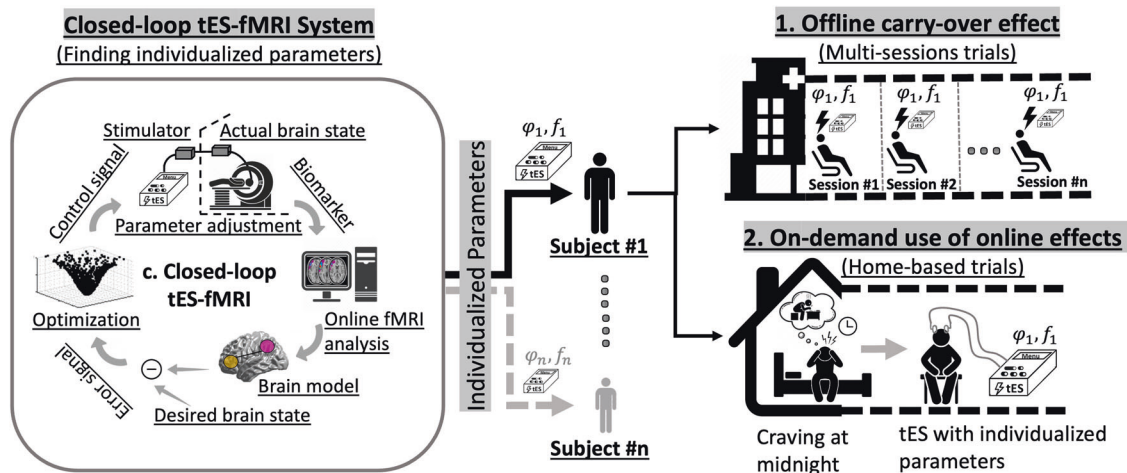 Closed-loop tES-fMRI System
(Finding individualized parameters)
Stimulator
Actual brain state
Control signal
Menu
tES
Biomarker
Parameter adjustment
c. Closed-loop
tES-fMRI
Optimization
Online fMRI
analysis
Error signal
Brain model
Desired brain state
Individualized Parameters
φ₁, f₁
Menu
tES
Subject #1
φₙ, fₙ
tES
Subject #n
1. Offline carry-over effect
(Multi-sessions trials)
φ₁, f₁
φ₁, f₁
φ₁, f₁
tES
tES
tES
Session #1
Session #2
Session #n
2. On-demand use of online effects
(Home-based trials)
φ₁, f₁
Menu
tES
Craving at
midnight
tES with individualized
parameters